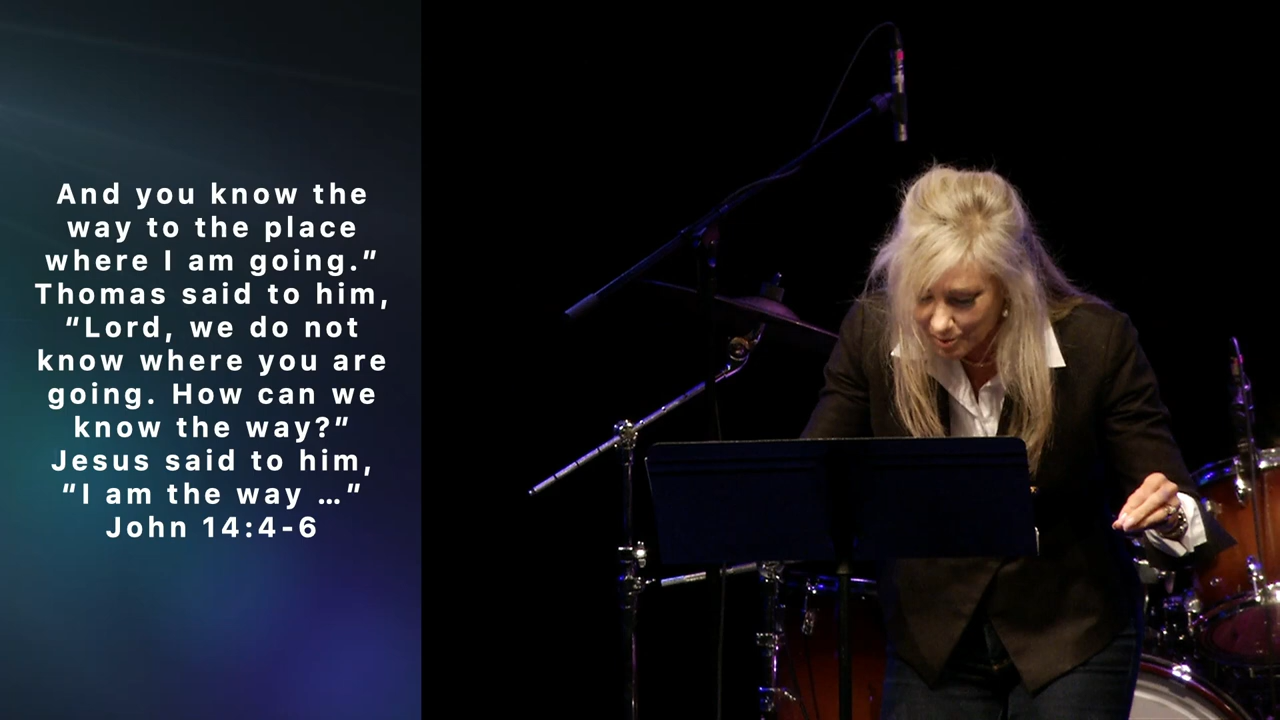 And you know the
way to the place
where I am going.”
Thomas said to him,
“Lord, we do not
know where you are
going. How can we
know the way?”
Jesus said to him,
“I am the way …”
John 14:4-6